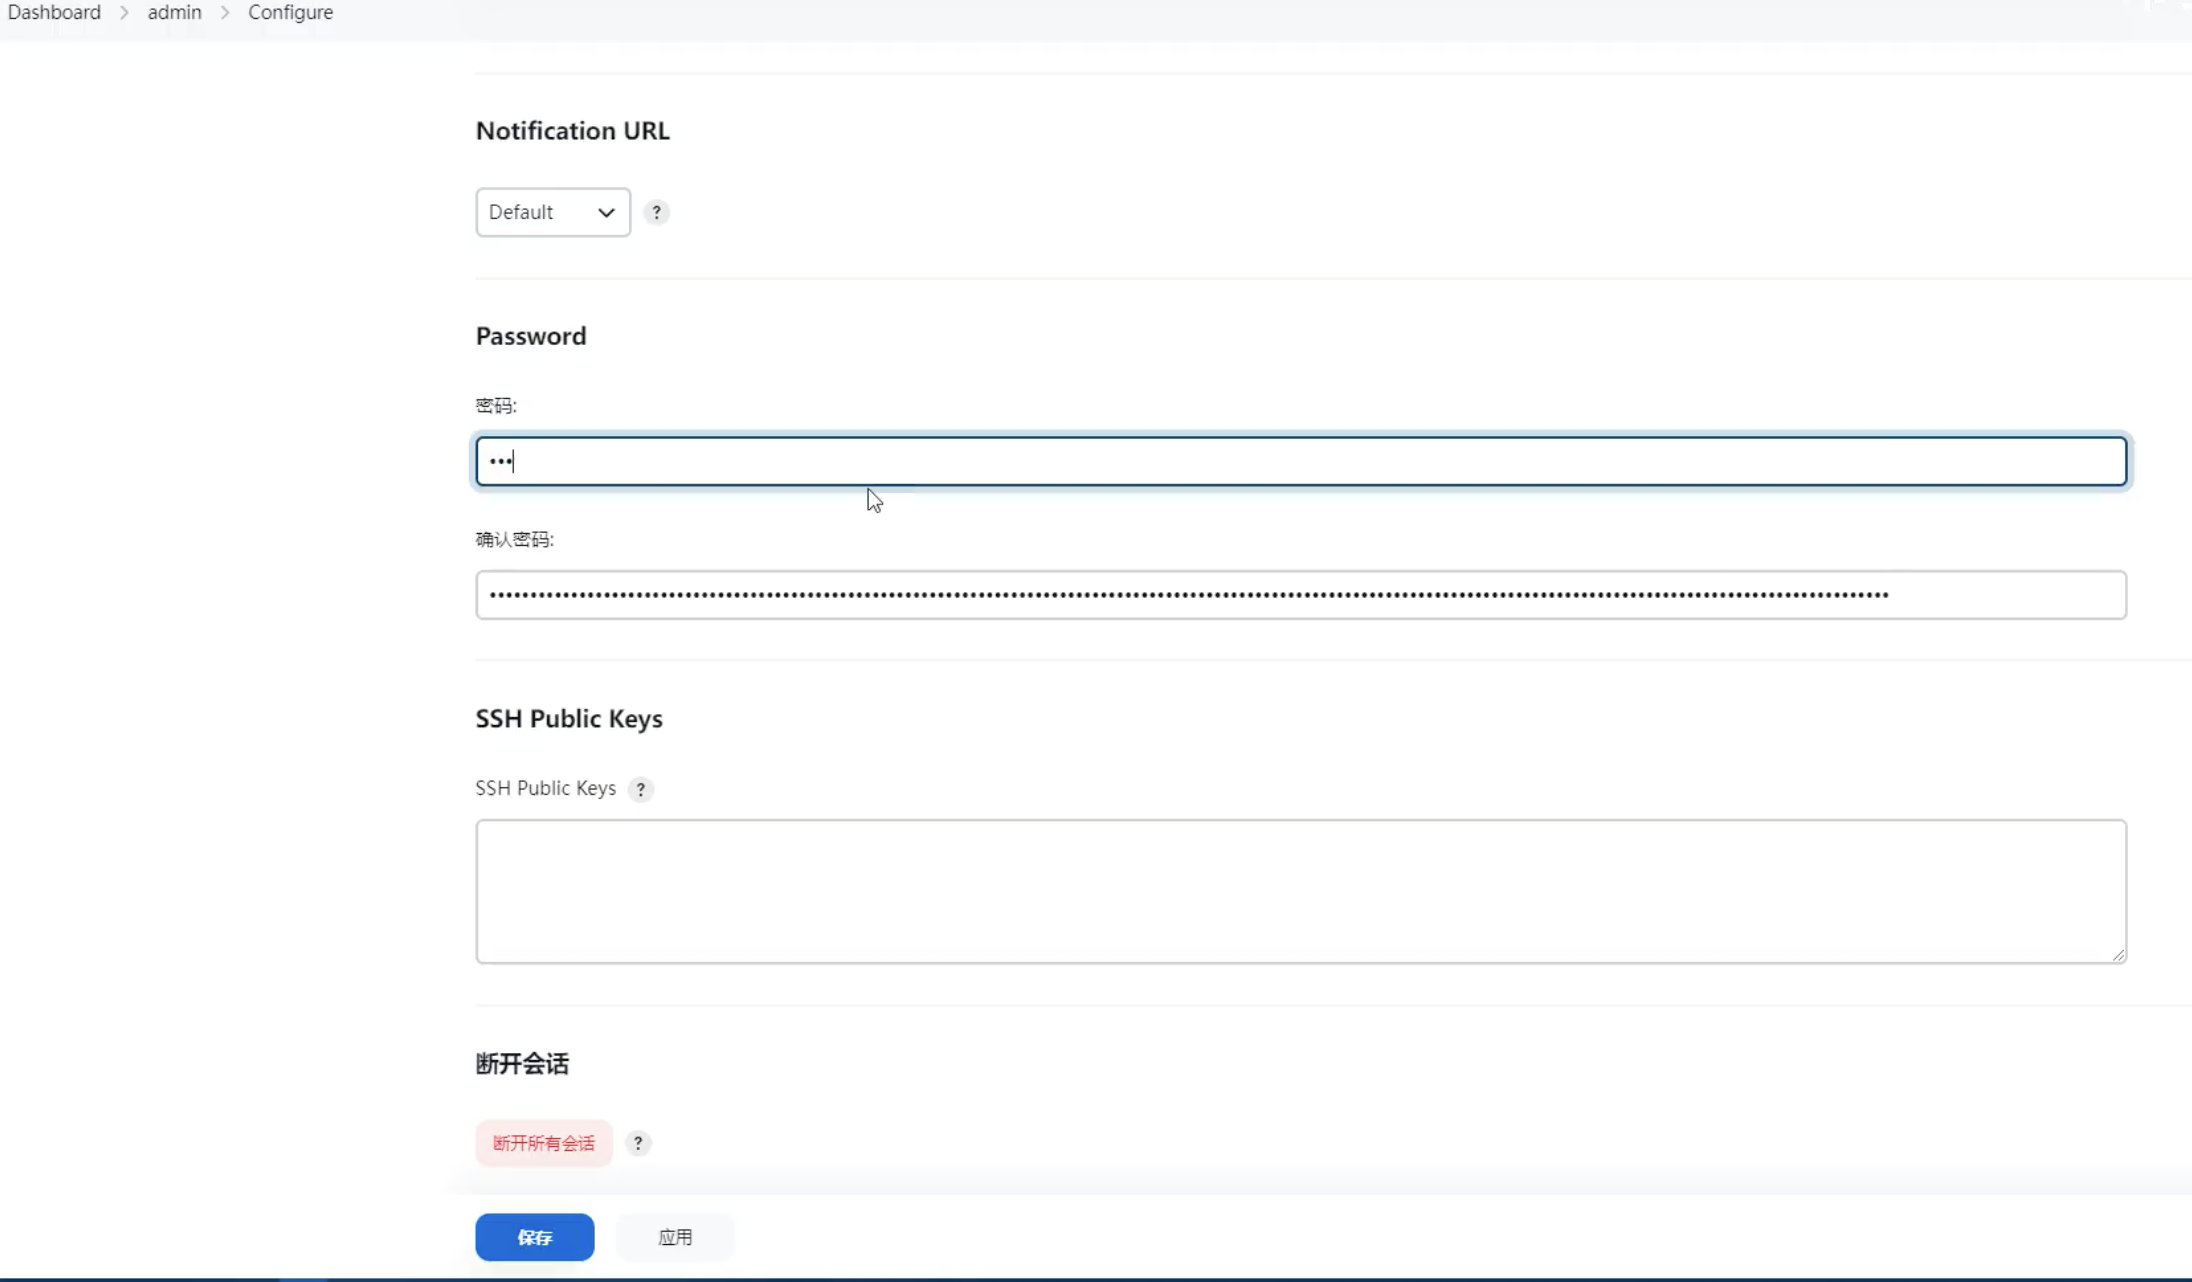 Dashboard > admin > Configure
Notification URL
Default ?
Password
密码:
•••
确认密码:
SSH Public Keys
SSH Public Keys ?
断开会话
断开所有会话 ?
保存 应用